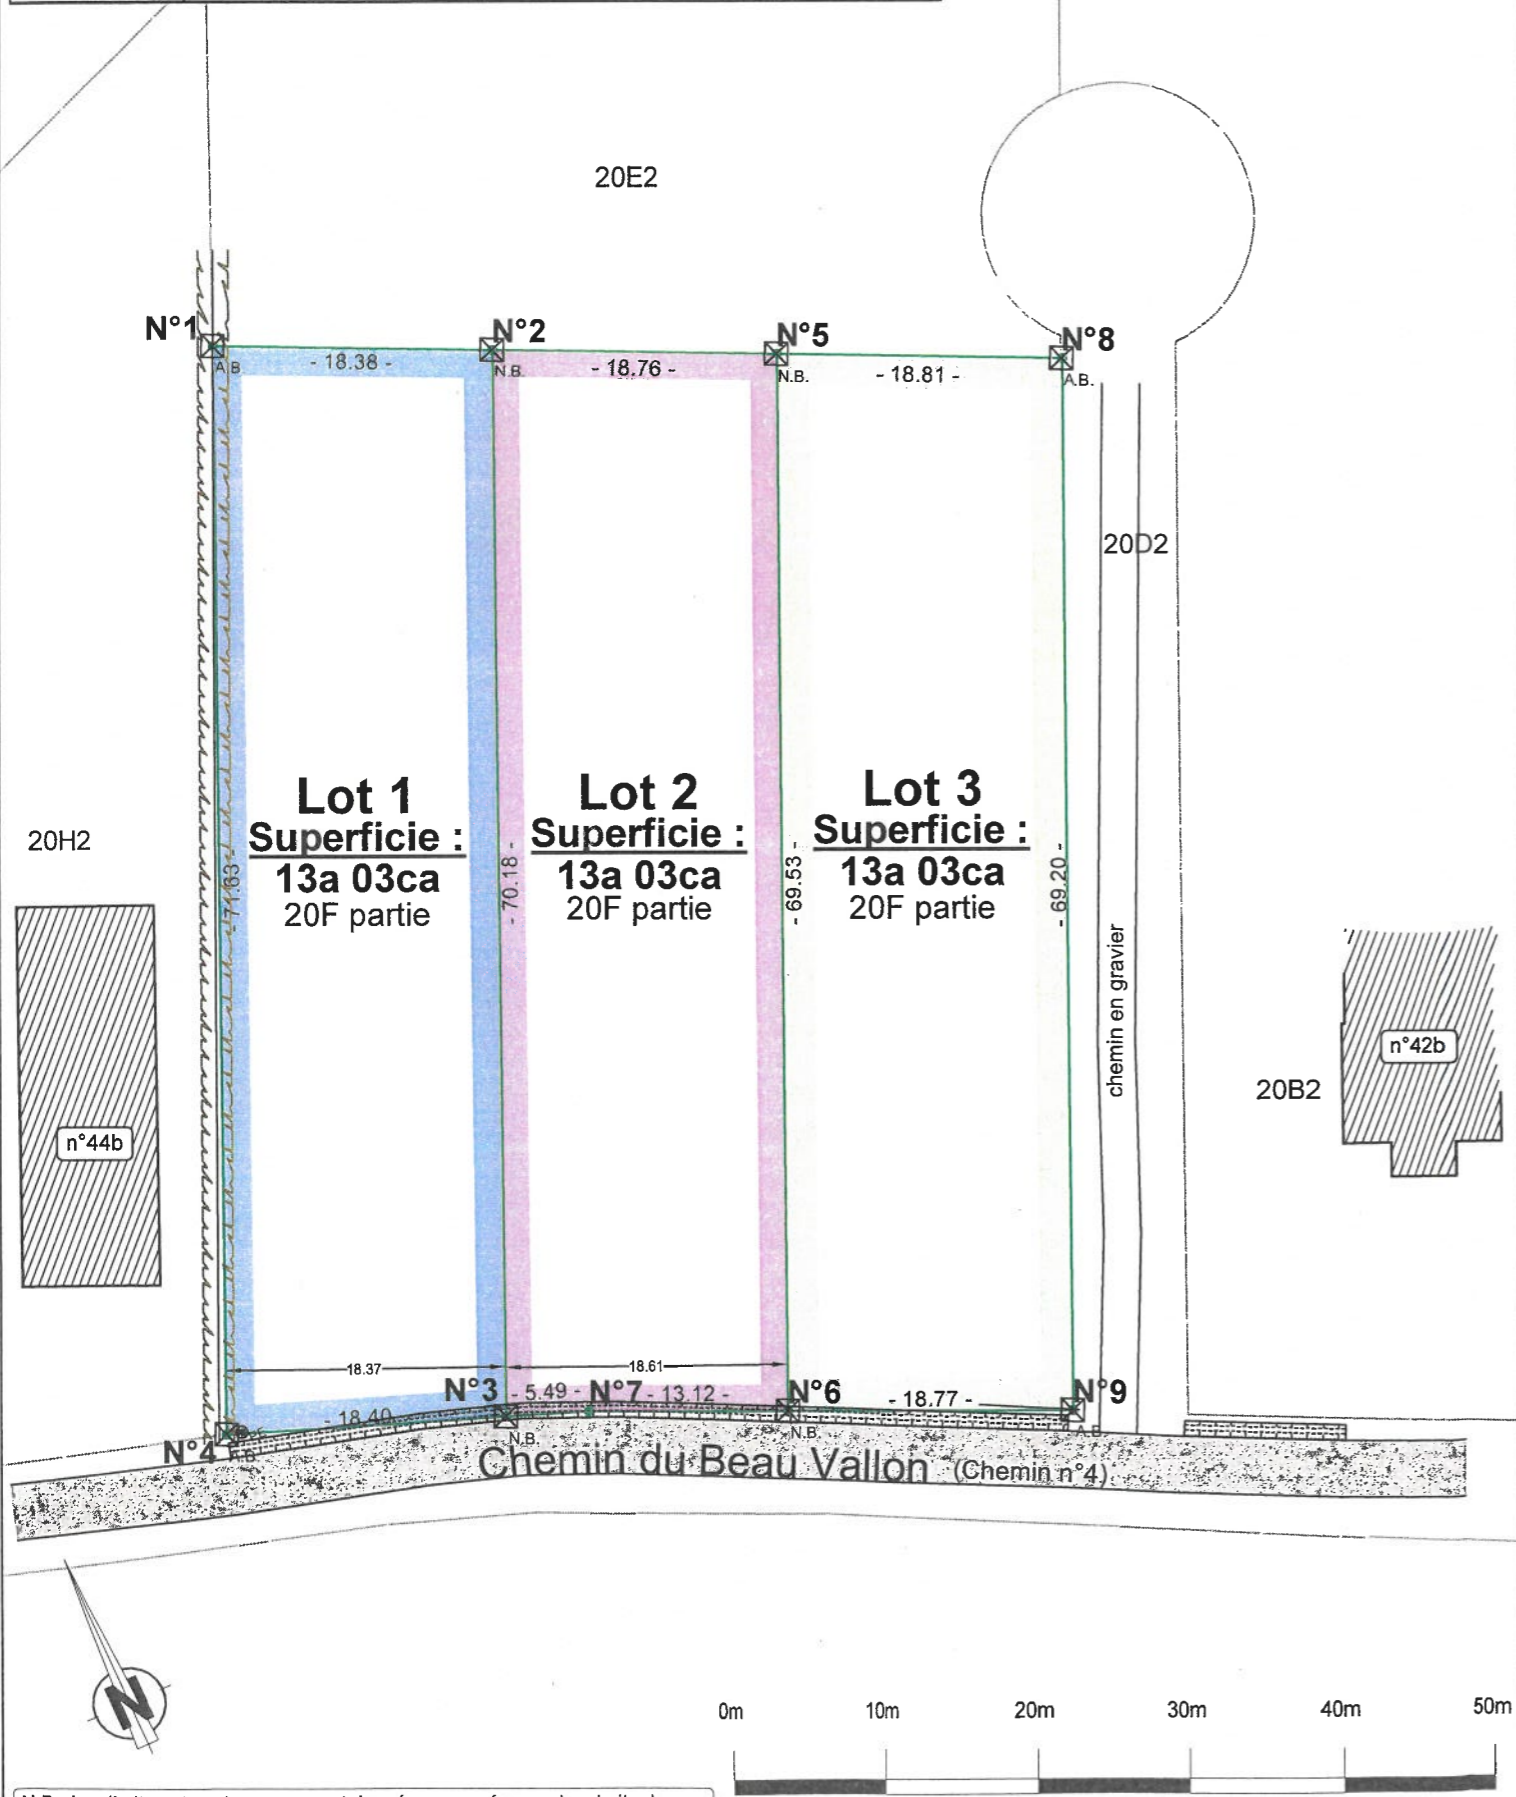 20E2
N°1
N°2
N°5
N°8
A.B.
- 18.38 -
N.B.
- 18.76 -
N.B.
- 18.81 -
A.B.
20D2
Lot 1
Superficie :
13a 03ca
20F partie
Lot 2
Superficie :
13a 03ca
20F partie
Lot 3
Superficie :
13a 03ca
20F partie
20H2
- 71.63 -
- 70.18 -
- 69.53 -
- 69.20 -
chemin en gravier
n°42b
20B2
n°44b
18.37
18.61
N°3
- 5.49 -
N°7
- 13.12 -
N°6
- 18.77 -
N°9
- 18.40
N°4
A.B.
N.B.
N.B.
A.B.
Chemin du Beau Vallon (Chemin n°4)
N
0m
10m
20m
30m
40m
50m